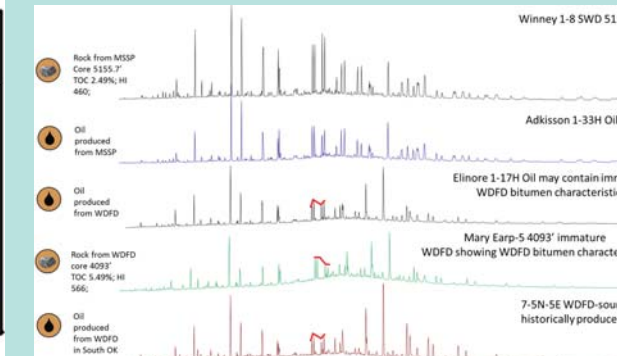 Winney 1-8 SWD 51
Rock from MSSP
Core 5155.7'
TOC 2.49%; HI
460;
Adkisson 1-33H Oil
Oil
produced
from MSSP
Elinore 1-17H Oil may contain imm
WDFD bitumen characteristi
Oil
produced
from WDFD
Mary Earp-5 4093' immature
WDFD showing WDFD bitumen characte
Rock from WDFD
core 4093'
TOC 5.49%; HI
566;
7-5N-5E WDFD-sou
historically produce
Oil
produced
from WDFD
in South OK